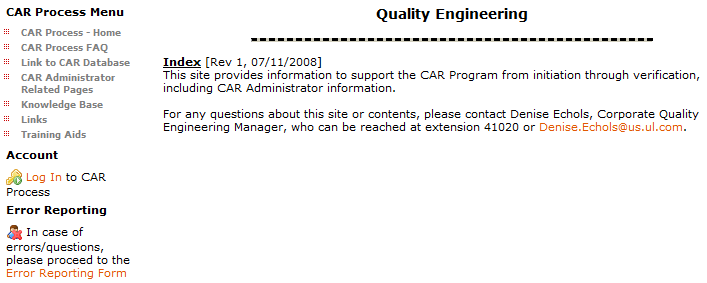 CAR Process Menu
CAR Process - Home
CAR Process FAQ
Link to CAR Database
CAR Administrator
Related Pages
Knowledge Base
Links
Training Aids
Account
Log In to CAR
Process
Error Reporting
In case of
errors/questions,
please proceed to the
Error Reporting Form
Quality Engineering
Index [Rev 1, 07/11/2008]
This site provides information to support the CAR Program from initiation through verification,
including CAR Administrator information.
For any questions about this site or contents, please contact Denise Echols, Corporate Quality
Engineering Manager, who can be reached at extension 41020 or Denise.Echols@us.ul.com.